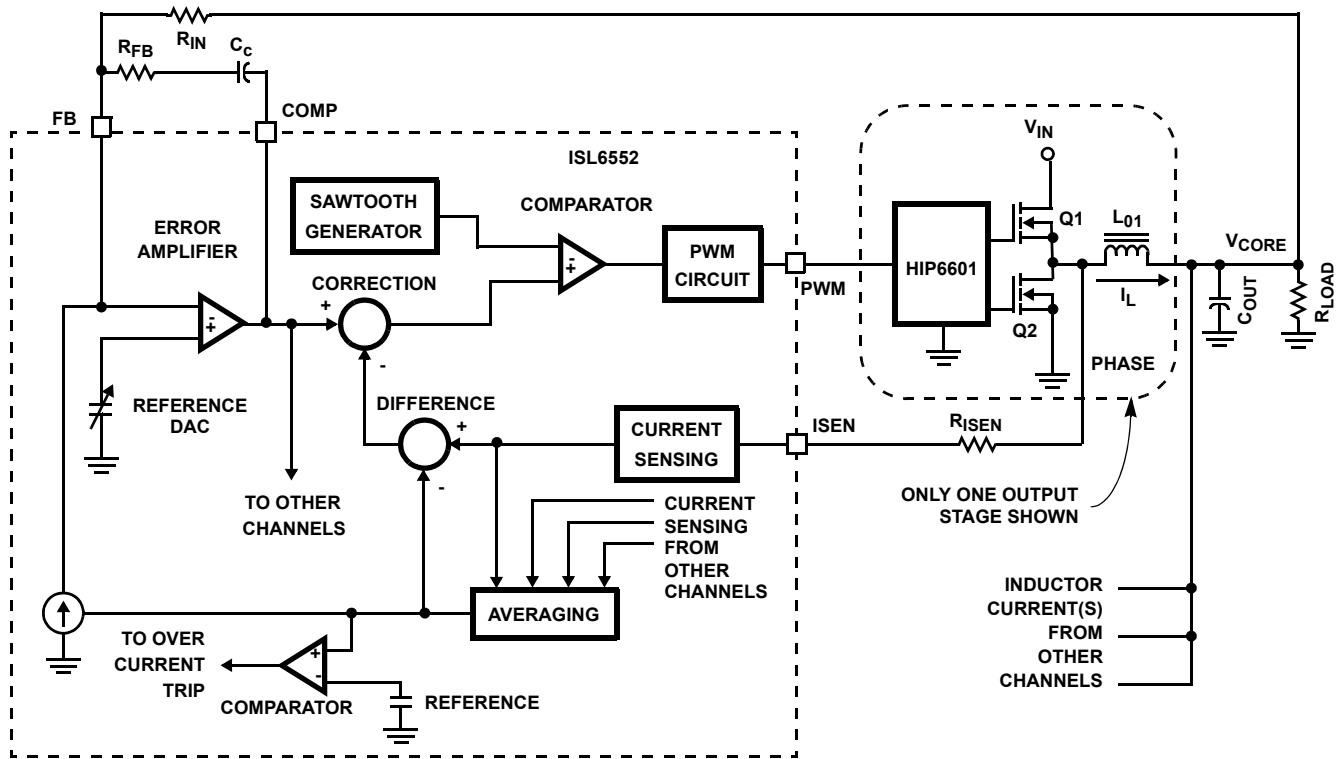 R_IN
R_FB
C_c
FB
COMP
ISL6552
V_IN
SAWTOOTH
GENERATOR
COMPARATOR
ERROR
AMPLIFIER
-
+
PWM
CIRCUIT
PWM
HIP6601
Q1
Q2
L_01
I_L
V_CORE
C_OUT
R_LOAD
PHASE
CORRECTION
+
-
-
+
REFERENCE
DAC
DIFFERENCE
+
-
CURRENT
SENSING
ISEN
R_ISEN
TO OTHER
CHANNELS
CURRENT
SENSING
FROM
OTHER
CHANNELS
ONLY ONE OUTPUT
STAGE SHOWN
AVERAGING
INDUCTOR
CURRENT(S)
FROM
OTHER
CHANNELS
TO OVER
CURRENT
TRIP
+
-
COMPARATOR
REFERENCE